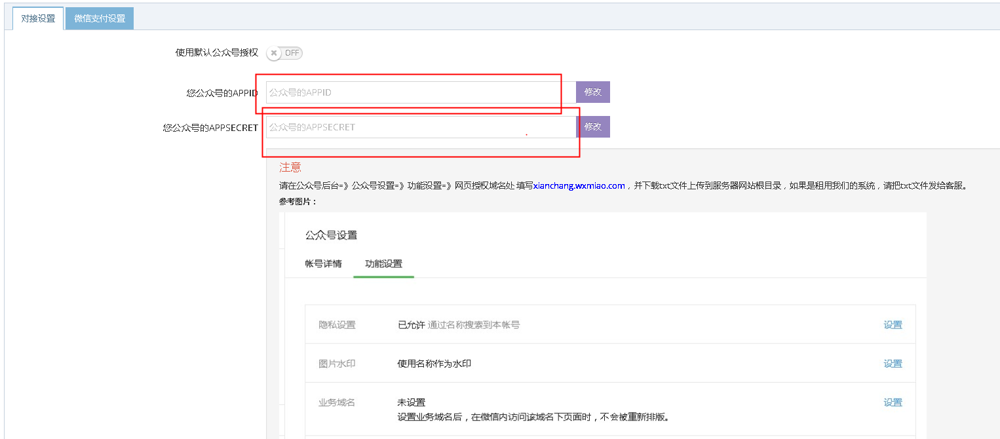 对接设置 微信支付设置
使用默认公众号授权 OFF
您公众号的APPID 公众号的APPID 修改
您公众号的APPSECRET 公众号的APPSECRET 修改
注意
请在公众号后台=》公众号设置=》功能设置=》网页授权域名处 填写xianchang.wxmiao.com，并下载txt文件上传到服务器网站根目录，如果是租用我们的系统，请把txt文件发给客服。
参考图片：
公众号设置
帐号详情 功能设置
隐私设置 已允许 通过名称搜索到本帐号 设置
图片水印 使用名称作为水印 设置
业务域名 未设置 设置
设置业务域名后，在微信内访问该域名下页面时，不会被重新排版。